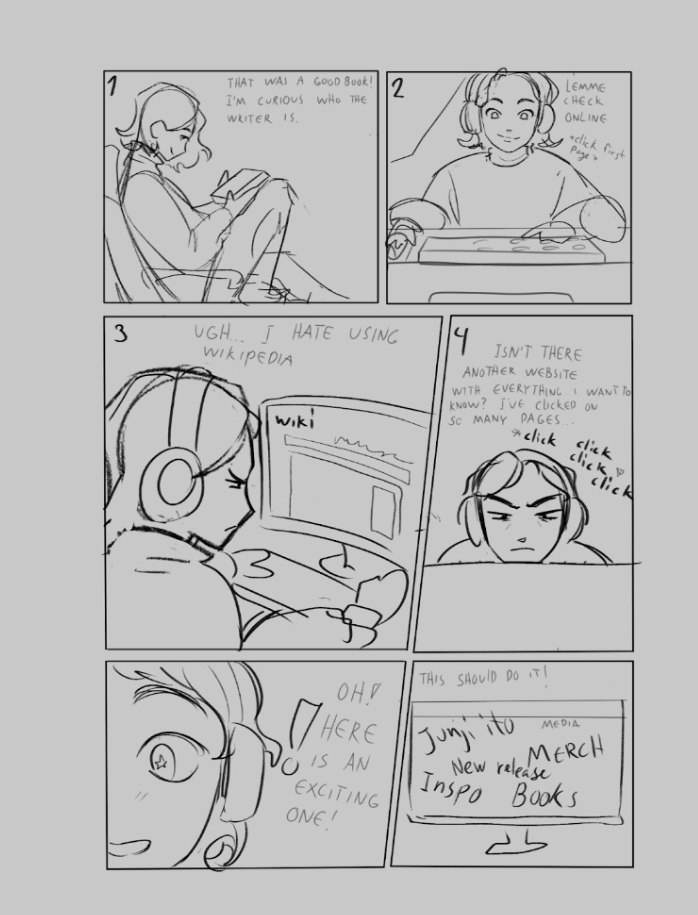 1
THAT WAS A GOOD BOOK!
I'M CURIOUS WHO THE
WRITER IS.
2
LEMME
CHECK
ONLINE
*click first
page*
3
UGH... I HATE USING
WIKIPEDIA
wiki
4
ISN'T THERE
ANOTHER WEBSITE
WITH EVERYTHING I WANT TO
KNOW? I'VE CLICKED ON
SO MANY PAGES...
*click click
click
click
OH!
HERE
IS AN
EXCITING
ONE!
!
THIS SHOULD DO IT!
Junji ito
MEDIA
MERCH
New release
Inspo Books